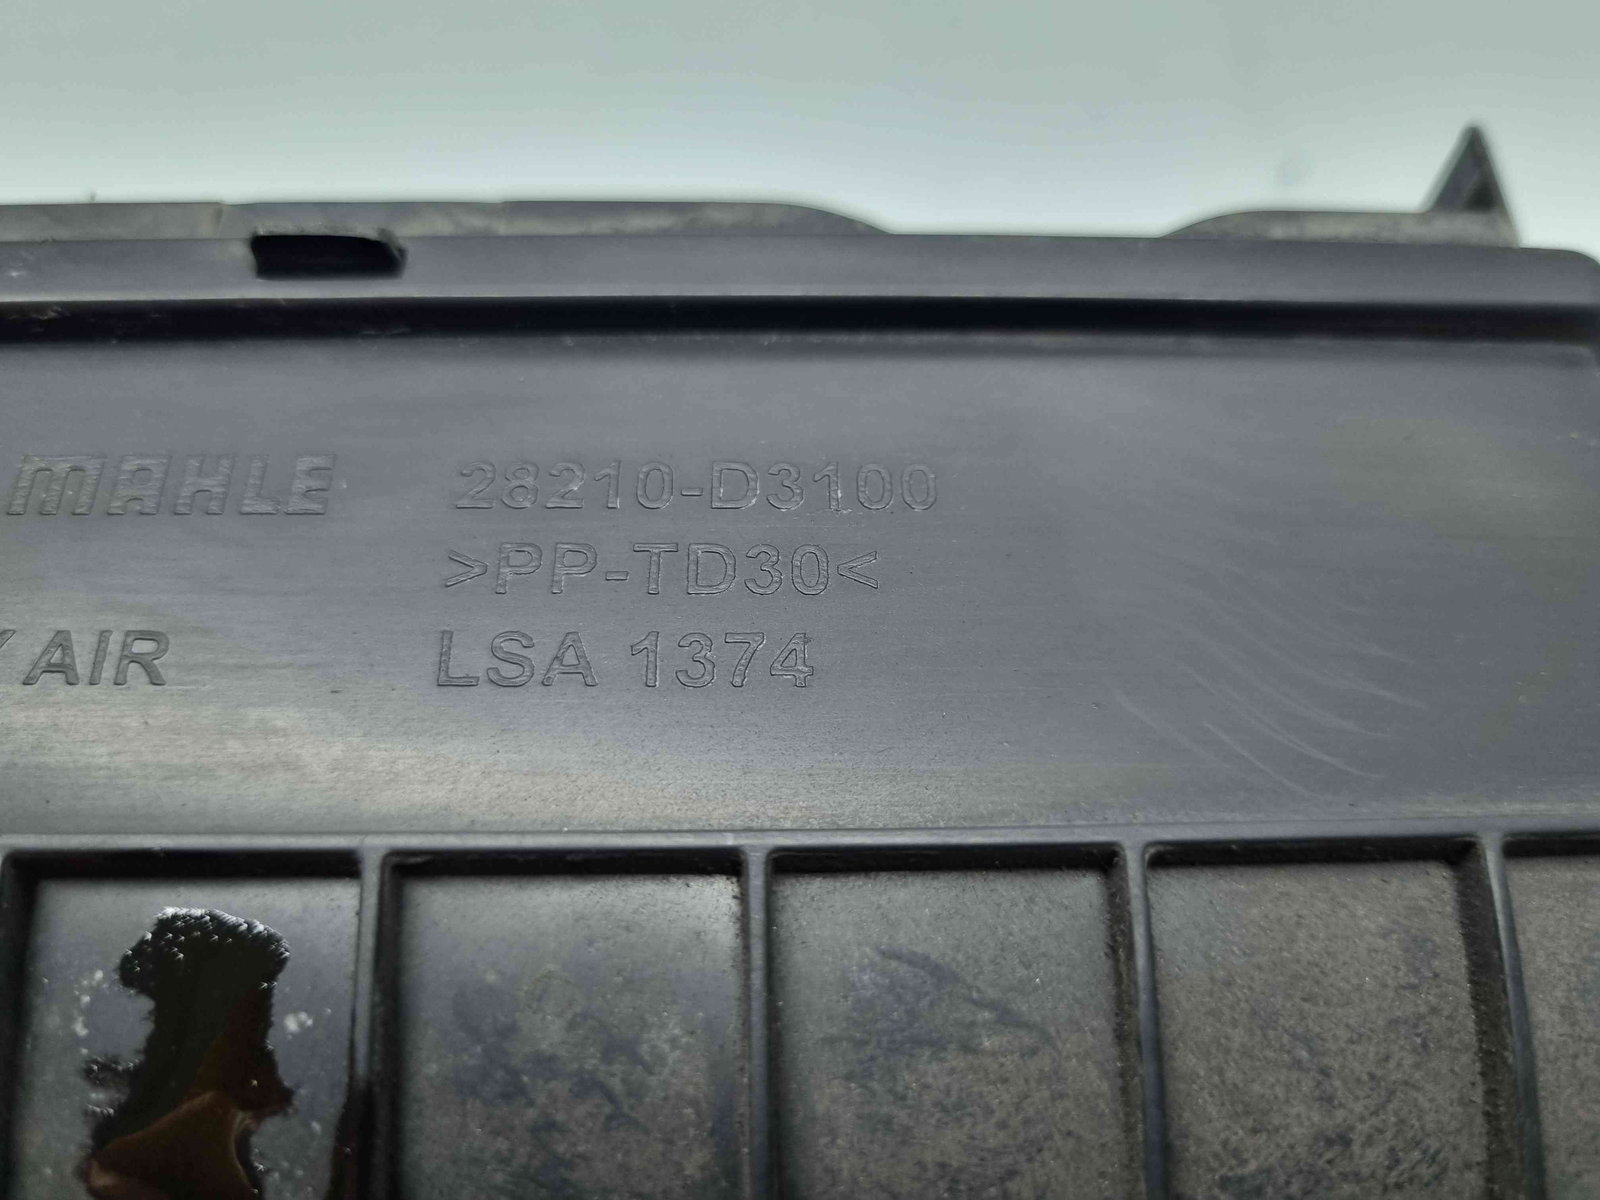 MAHLE 28210-D3100
>PP-TD30<
AIR LSA 1374